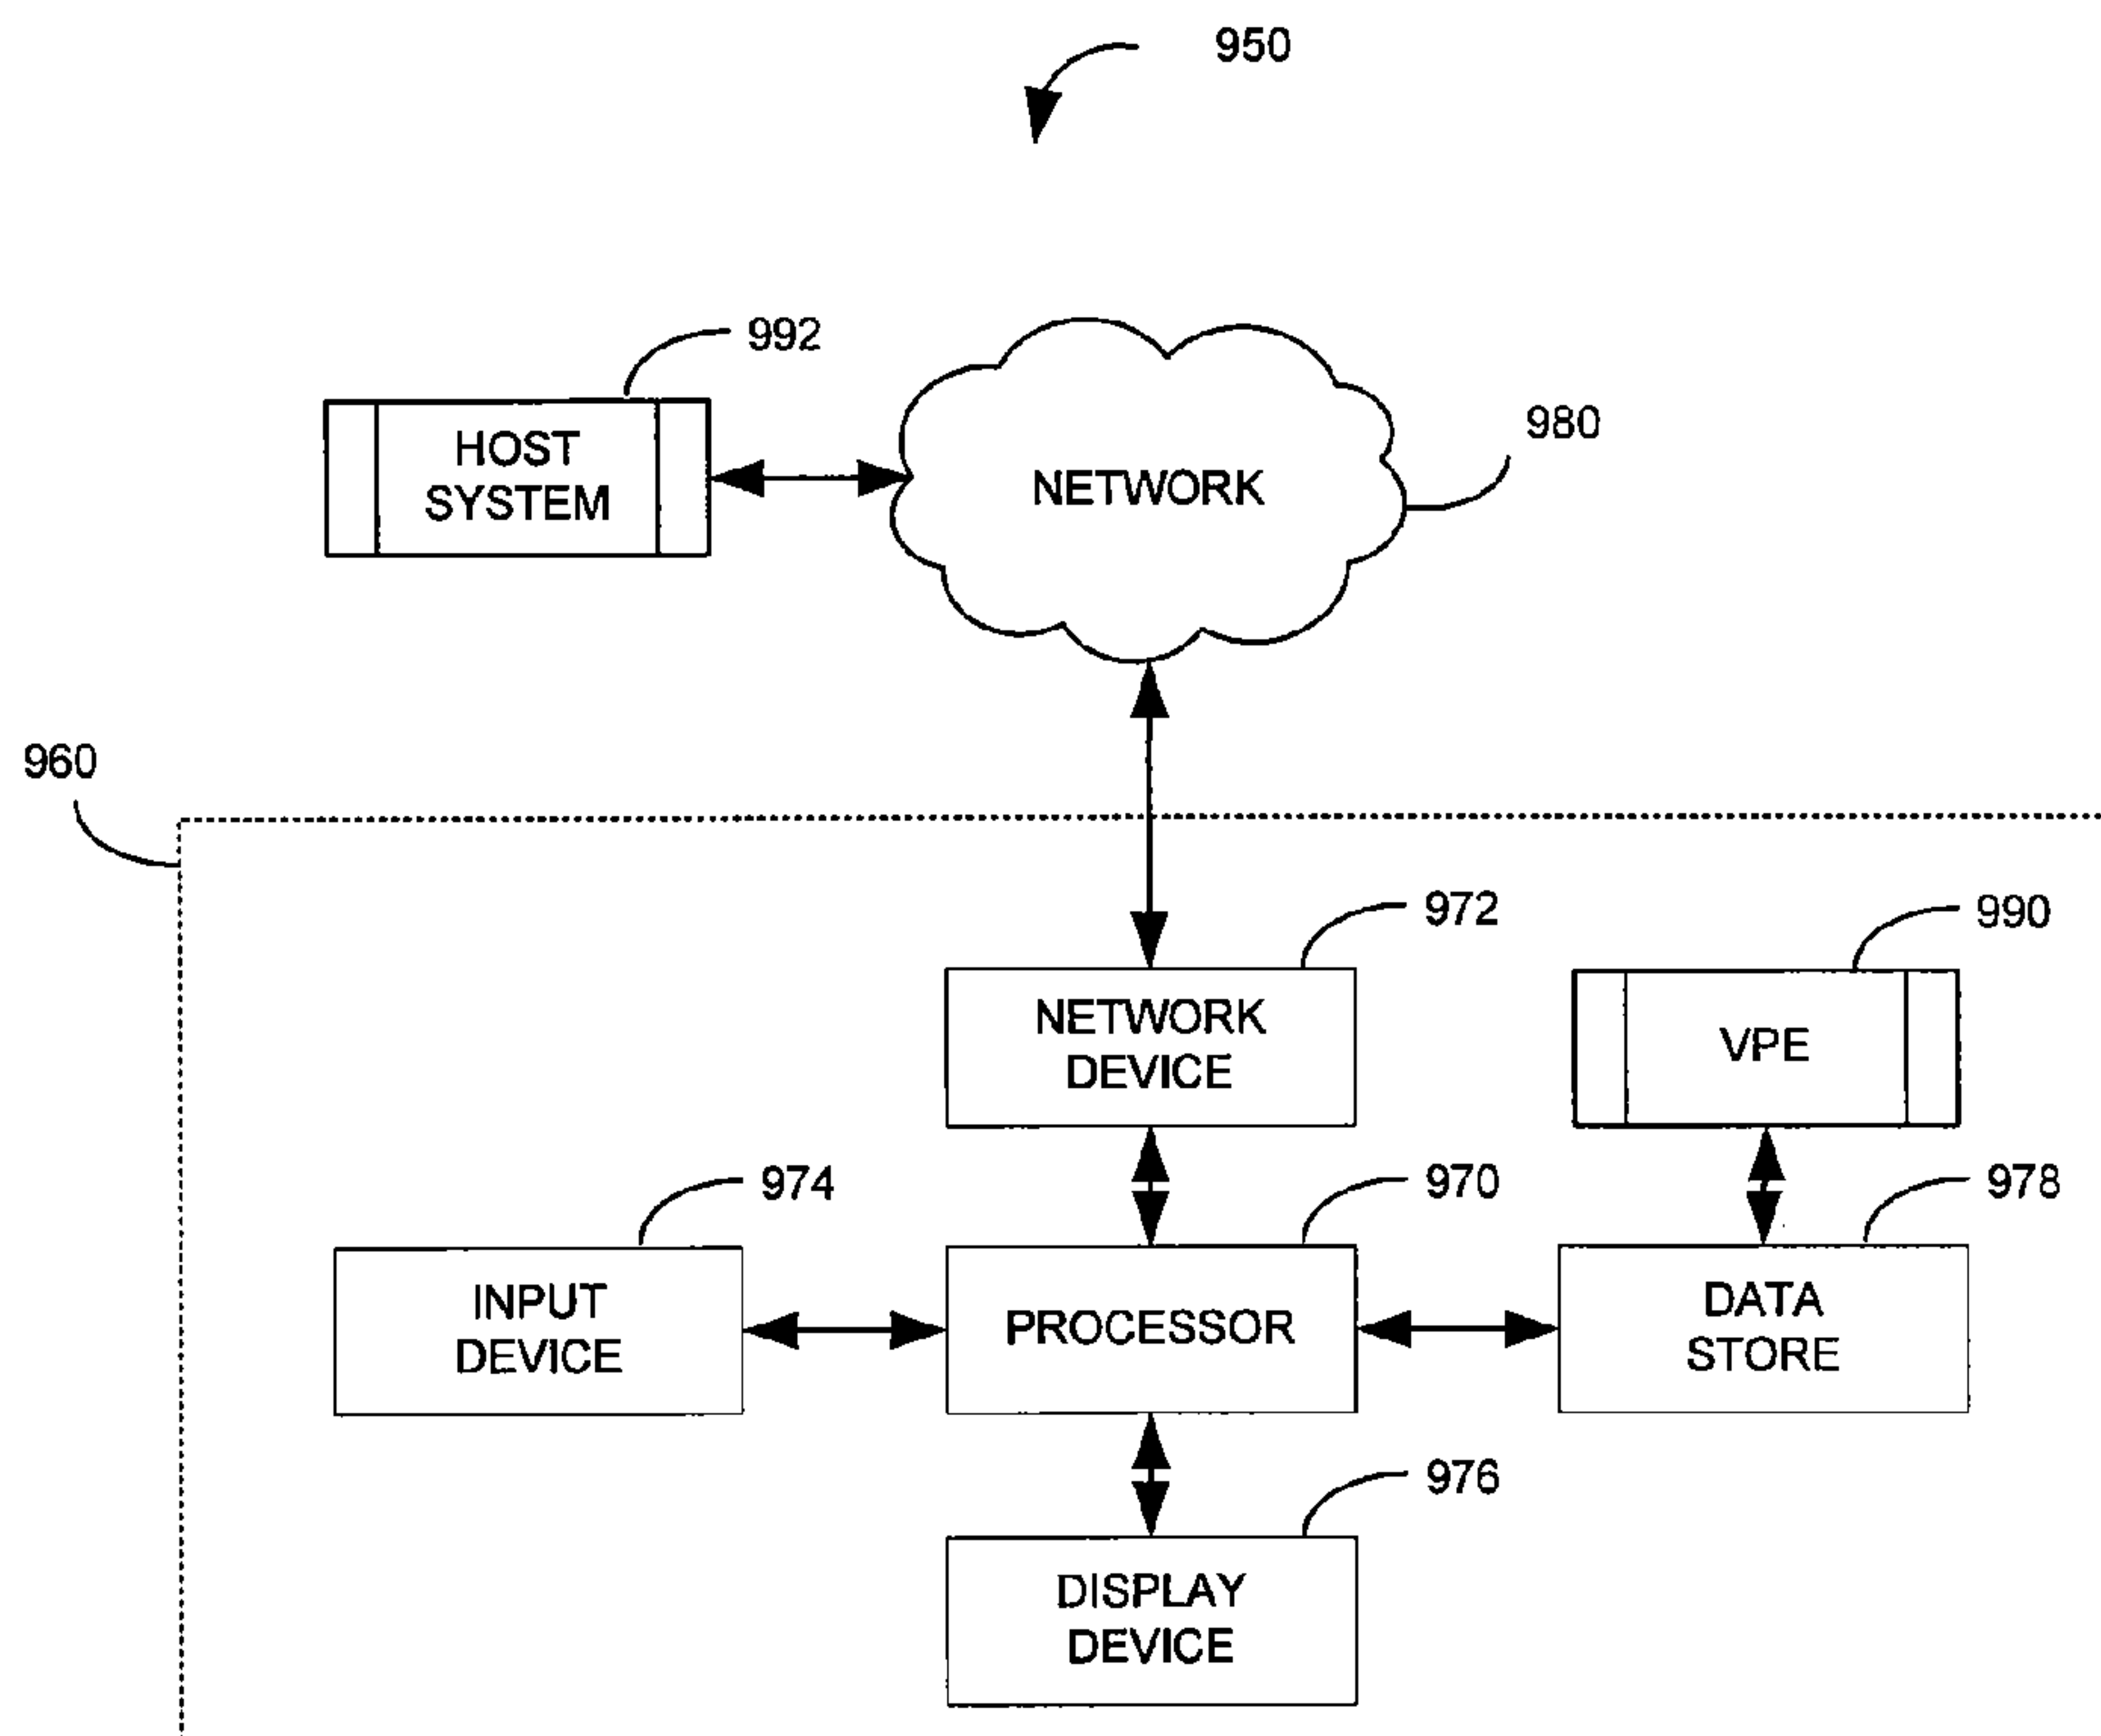 950
992
HOST
SYSTEM
NETWORK
980
960
972
990
NETWORK
DEVICE
VPE
974
970
978
INPUT
DEVICE
PROCESSOR
DATA
STORE
976
DISPLAY
DEVICE